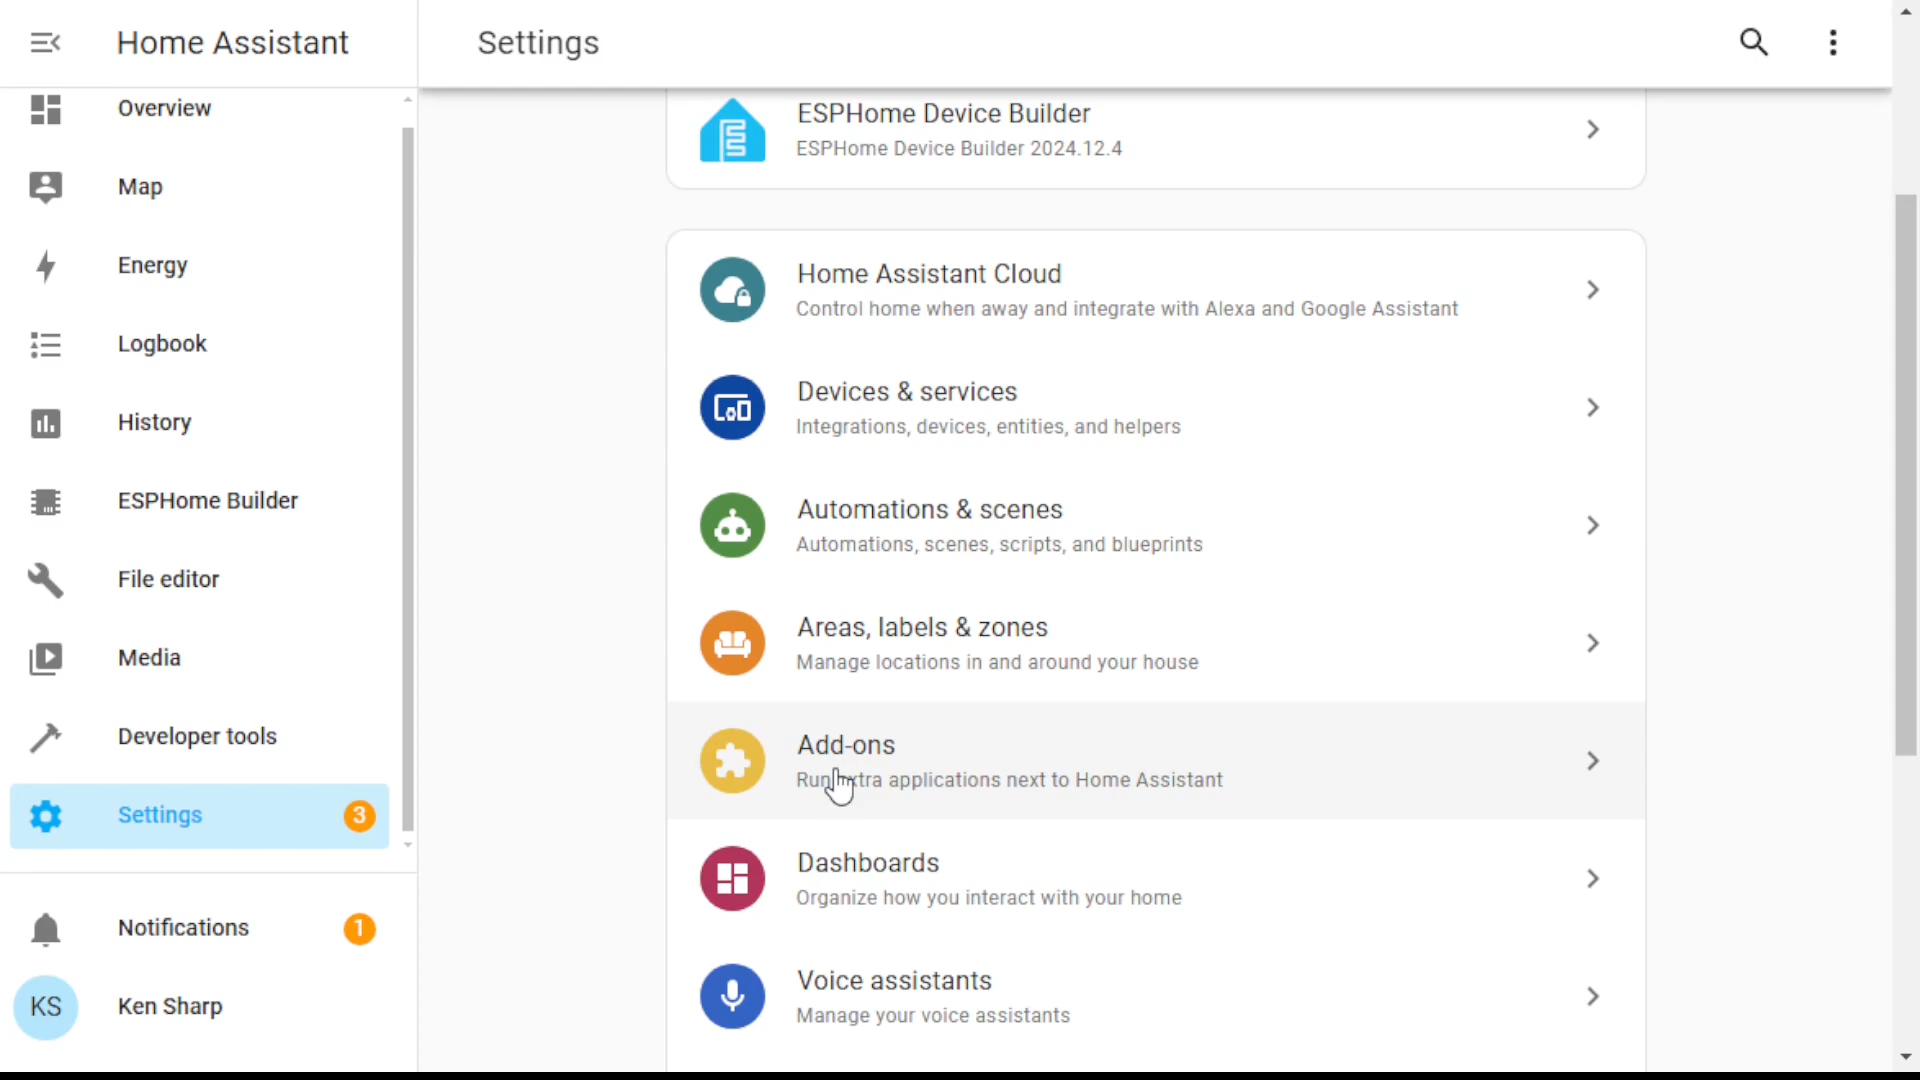 Home Assistant
Settings
Overview
Map
Energy
Logbook
History
ESPHome Builder
File editor
Media
Developer tools
Settings 3
Notifications 1
KS Ken Sharp
ESPHome Device Builder
ESPHome Device Builder 2024.12.4
Home Assistant Cloud
Control home when away and integrate with Alexa and Google Assistant
Devices & services
Integrations, devices, entities, and helpers
Automations & scenes
Automations, scenes, scripts, and blueprints
Areas, labels & zones
Manage locations in and around your house
Add-ons
Run extra applications next to Home Assistant
Dashboards
Organize how you interact with your home
Voice assistants
Manage your voice assistants